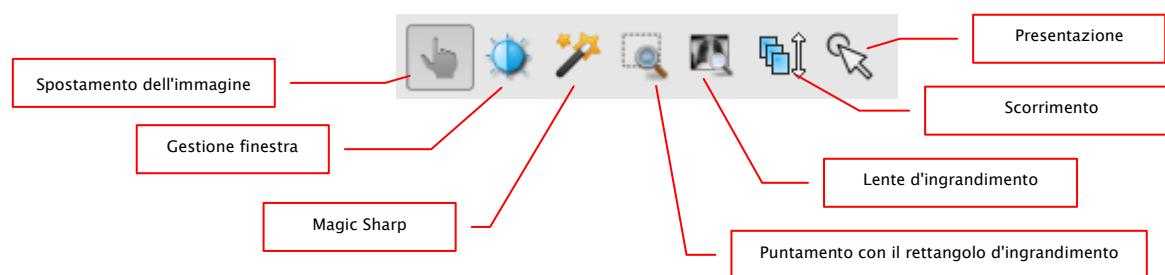 Presentazione
Spostamento dell'immagine
Scorrimento
Gestione finestra
Lente d'ingrandimento
Magic Sharp
Puntamento con il rettangolo d'ingrandimento